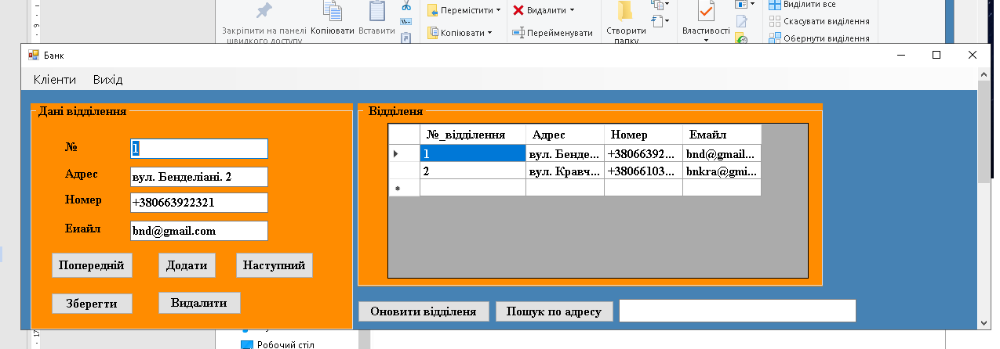 Закріпити на панелі
швидкого доступу
Копіювати
Вставити
Перемістити
Копіювати
Видалити
Перейменувати
Створити
папку
Властивості
Виділити все
Скасувати виділення
Обернути виділення
9
Банк
Кліенти Вихід
Дані відділення
№ 1
Адрес вул. Бенделіані. 2
Номер +380663922321
Еиайл bnd@gmail.com
Попередній Додати Наступний
Зберегти Видалити
Відділеня
№_відділення Адрес Номер Емайл
1 вул. Бенде... +38066392... bnd@gmail...
2 вул. Кравч... +38066103... bnkra@gmi...
Оновити відділеня Пошук по адресу
17
Робочий стіл